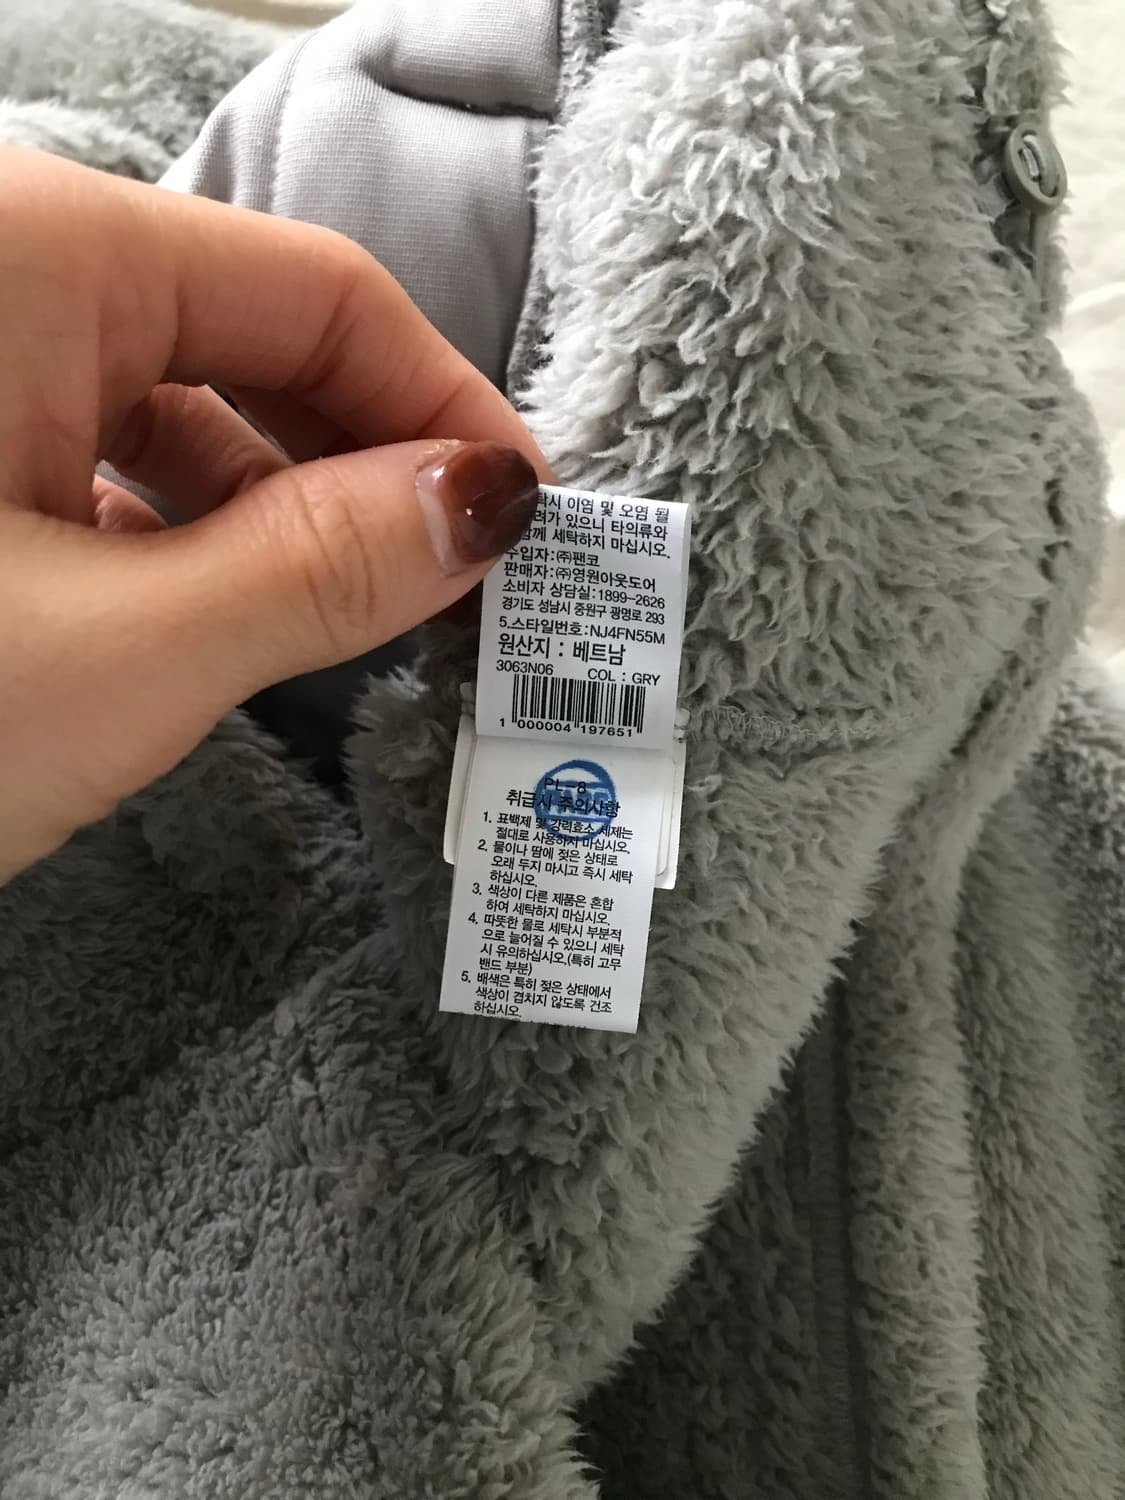 탁시 이염 및 오염 될
려가 있으니 타의류와
함께 세탁하지 마십시오.
수입자:㈜팬코
판매자:㈜영원아웃도어
소비자 상담실:1899-2626
경기도 성남시 중원구 광명로 293
5.스타일번호:NJ4FN55M
원산지 : 베트남
3063N06 COL : GRY
1 000004 197651
PL-8
취급시 주의사항
1. 표백제 및 강력효소 세제는
절대로 사용하지 마십시오.
2. 물이나 땀에 젖은 상태로
오래 두지 마시고 즉시 세탁
하십시오.
3. 색상이 다른 제품은 혼합
하여 세탁하지 마십시오.
4. 따뜻한 물로 세탁시 부분적
으로 늘어질 수 있으니 세탁
시 유의하십시오.(특히 고무
밴드 부분)
5. 배색은 특히 젖은 상태에서
색상이 겹치지 않도록 건조
하십시오.